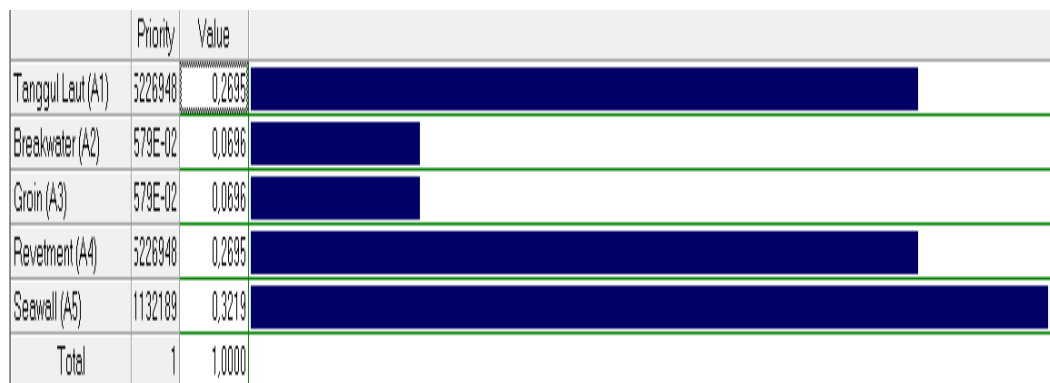 Priority Value
Tanggul Laut (A1) 5226948 0,2695
Breakwater (A2) 579E-02 0,0696
Groin (A3) 579E-02 0,0696
Revetment (A4) 5226948 0,2695
Seawall (A5) 1132189 0,3219
Total 1 1,0000